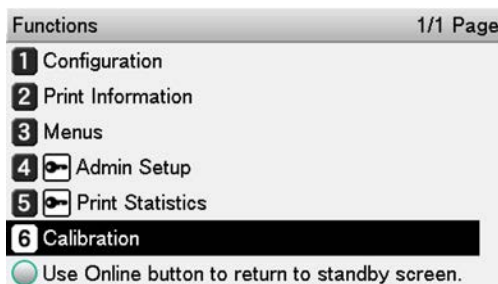 Functions 1/1 Page
1 Configuration
2 Print Information
3 Menus
4 Admin Setup
5 Print Statistics
6 Calibration
Use Online button to return to standby screen.